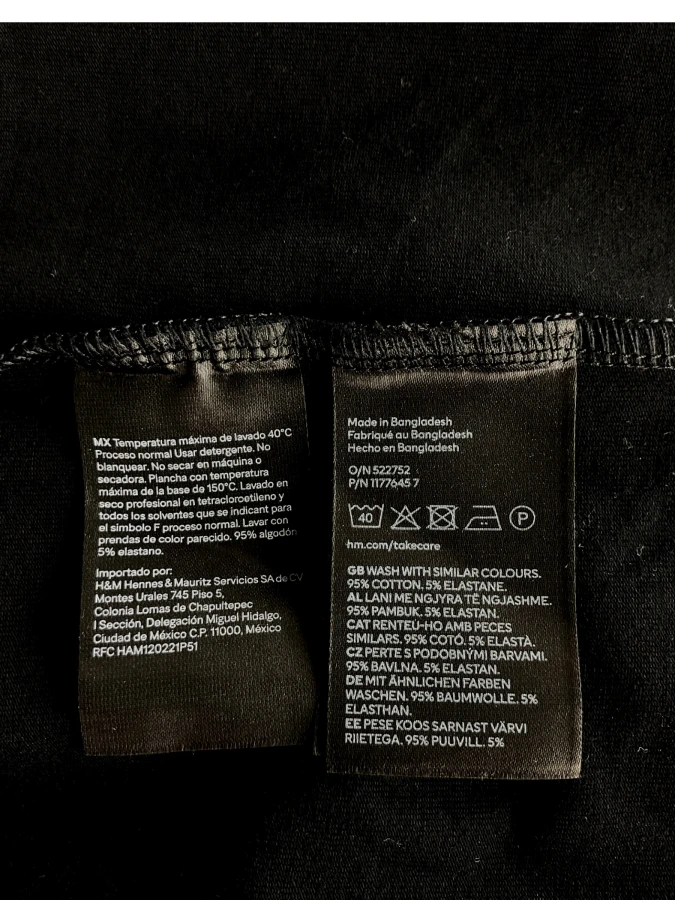 MX Temperatura máxima de lavado 40°C
Proceso normal Usar detergente. No
blanquear. No secar en máquina o
secadora. Plancha con temperatura
máxima de la base de 150°C. Lavado en
seco profesional en tetracloroetileno y
todos los solventes que se indican para
el simbolo F proceso normal. Lavar con
prendas de color parecido. 95% algodón
5% elastano.
Importado por:
H&M Hennes & Mauritz Servicios SA de CV
Montes Urales 745 Piso 5,
Colonia Lomas de Chapultepec
I Sección, Delegación Miguel Hidalgo,
Ciudad de México C.P. 11000, México
RFC HAM120221P51
Made in Bangladesh
Fabriqué au Bangladesh
Hecho en Bangladesh
O/N 522752
P/N 1177645 7
40 P
hm.com/takecare
GB WASH WITH SIMILAR COLOURS.
95% COTTON. 5% ELASTANE.
AL LANI ME NGJYRA TË NGJASHME.
95% PAMBUK. 5% ELASTAN.
CAT RENTEU-HO AMB PECES
SIMILARS. 95% COTÓ. 5% ELASTÀ.
CZ PERTE S PODOBNÝMI BARVAMI.
95% BAVLNA. 5% ELASTAN.
DE MIT ÄHNLICHEN FARBEN
WASCHEN. 95% BAUMWOLLE. 5%
ELASTHAN.
EE PESE KOOS SARNAST VÄRVI
RIIETEGA. 95% PUUVILL. 5%